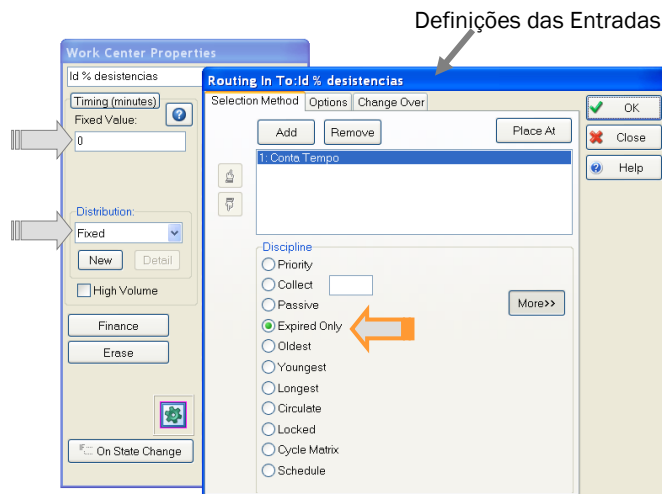 Definições das Entradas
Work Center Properties
Id % desistencias
Timing (minutes)
Fixed Value:
0
Distribution:
Fixed
New
Detail
High Volume
Finance
Erase
On State Change
Routing In To:Id % desistencias
Selection Method
Options
Change Over
Add
Remove
Place At
1: Conta Tempo
Discipline
Priority
Collect
Passive
Expired Only
Oldest
Youngest
Longest
Circulate
Locked
Cycle Matrix
Schedule
More>>
OK
Close
Help